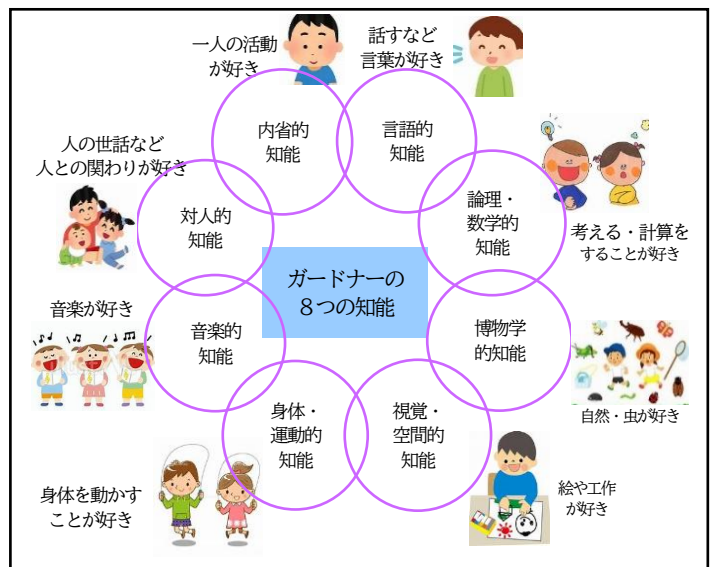 一人の活動
が好き
話すなど
言葉が好き
内省的
知能
言語的
知能
人の世話など
人との関わりが好き
対人的
知能
論理・
数学的
知能
考える・計算を
することが好き
ガードナーの
８つの知能
音楽が好き
音楽的
知能
博物学
的知能
自然・虫が好き
身体・
運動的
知能
視覚・
空間的
知能
身体を動かす
ことが好き
絵や工作
が好き